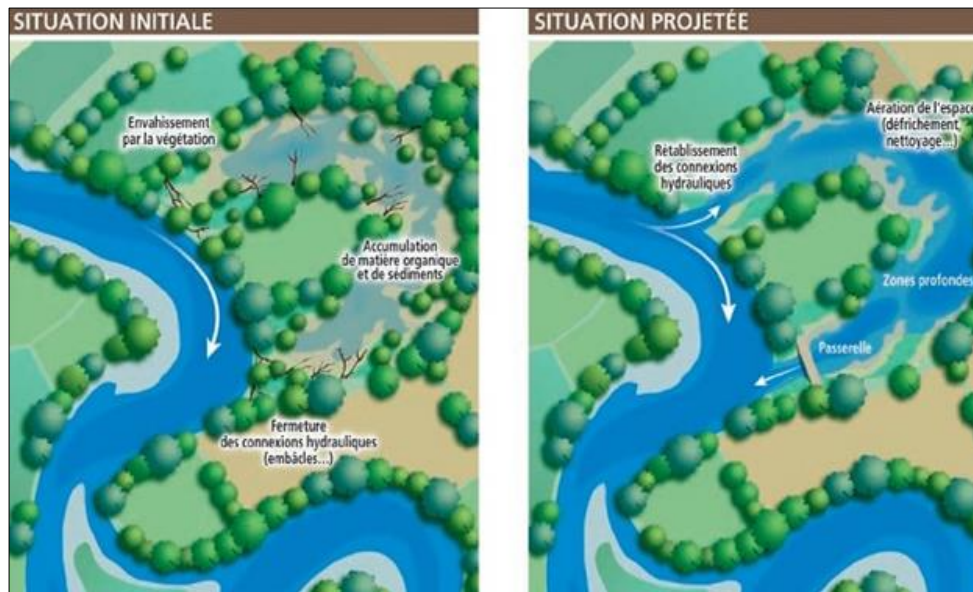 SITUATION INITIALE
Envahissement
par la végétation
Accumulation
de matière organique
et de sédiments
Fermeture
des connexions hydrauliques
(embâcles...)
SITUATION PROJETÉE
Aération de l'espace
(défrichement,
nettoyage...)
Rétablissement
des connexions
hydrauliques
Zones profondes
Passerelle